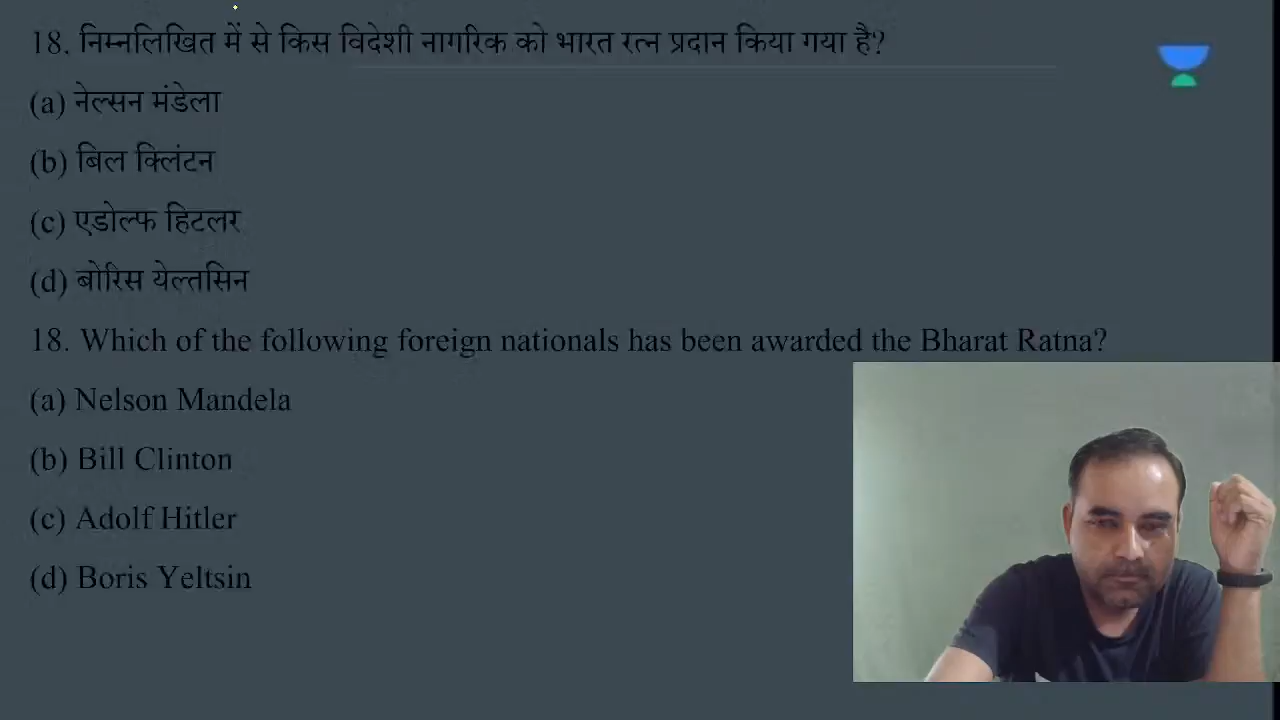 18. निम्नलिखित में से किस विदेशी नागरिक को भारत रत्न प्रदान किया गया है?
(a) नेल्सन मंडेला
(b) बिल क्लिंटन
(c) एडोल्फ हिटलर
(d) बोरिस येल्तसिन
18. Which of the following foreign nationals has been awarded the Bharat Ratna?
(a) Nelson Mandela
(b) Bill Clinton
(c) Adolf Hitler
(d) Boris Yeltsin